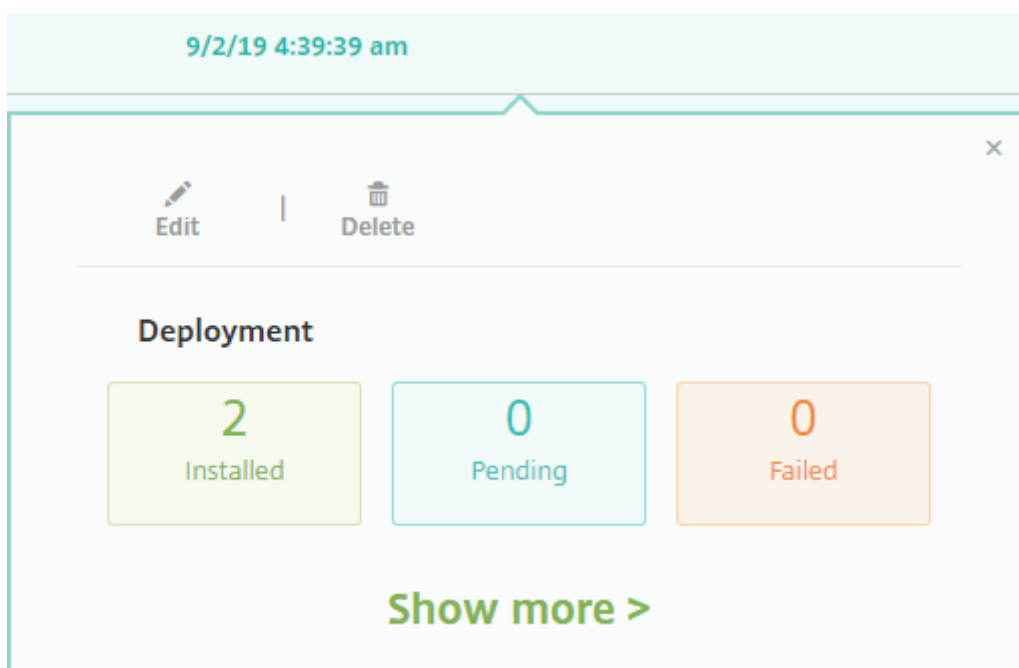 9/2/19 4:39:39 am
×
Edit | Delete
Deployment
2 0 0
Installed Pending Failed
Show more >